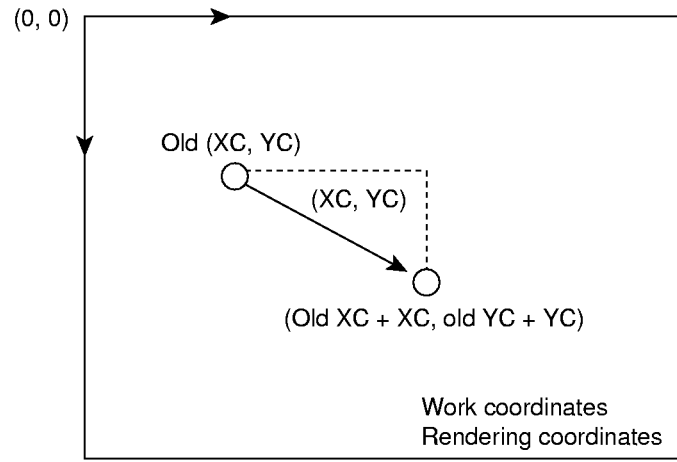 (0, 0)
Old (XC, YC)
(XC, YC)
(Old XC + XC, old YC + YC)
Work coordinates
Rendering coordinates